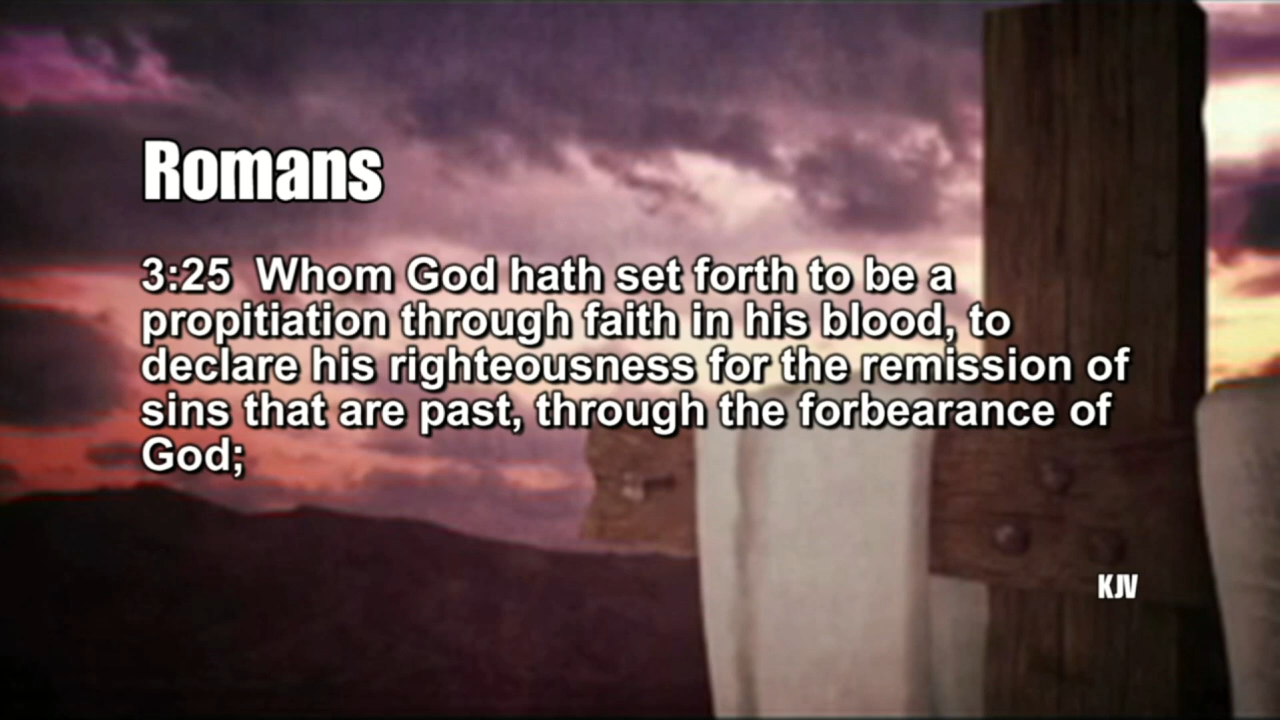 Romans
3:25  Whom God hath set forth to be a
propitiation through faith in his blood, to
declare his righteousness for the remission of
sins that are past, through the forbearance of
God;
KJV